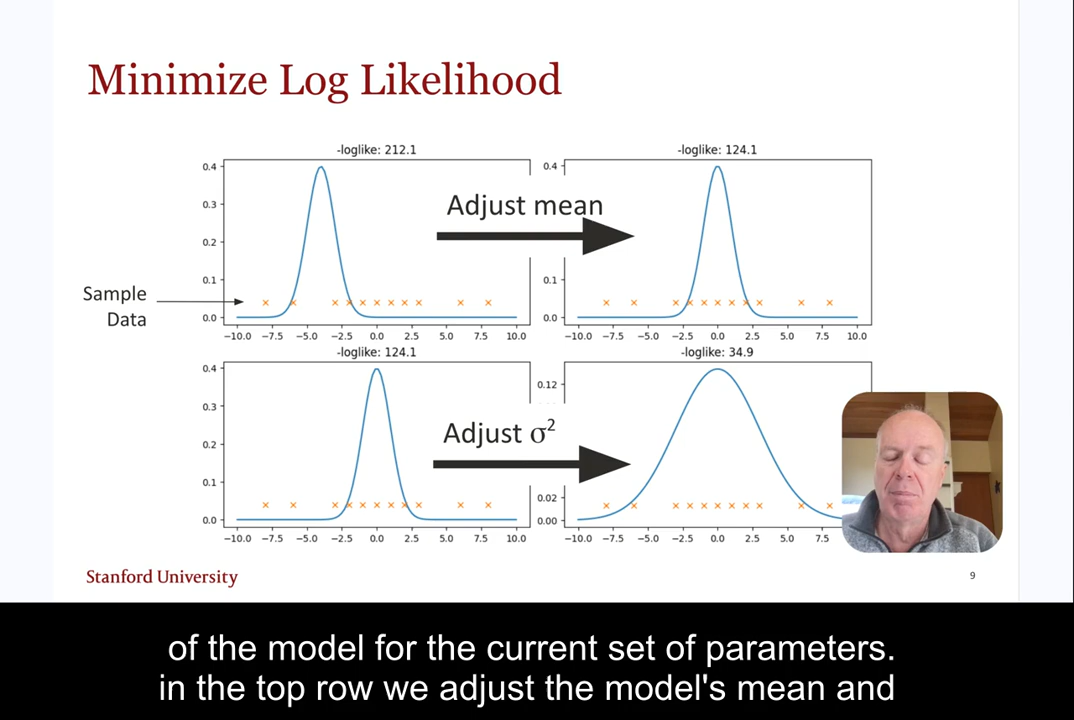 Minimize Log Likelihood
-loglike: 212.1
-loglike: 124.1
0.4
0.3
0.2
0.1
0.0
0.4
0.1
0.0
Adjust mean
Sample
Data
−10.0 −7.5 −5.0 −2.5 0.0 2.5 5.0 7.5 10.0
−10.0 −7.5 −5.0 −2.5 0.0 2.5 5.0 7.5 10.0
-loglike: 124.1
-loglike: 34.9
0.4
0.3
0.2
0.1
0.0
0.12
0.02
0.00
Adjust σ²
−10.0 −7.5 −5.0 −2.5 0.0 2.5 5.0 7.5 10.0
−10.0 −7.5 −5.0 −2.5 0.0 2.5 5.0 7.5
Stanford University
9
of the model for the current set of parameters.
in the top row we adjust the model's mean and